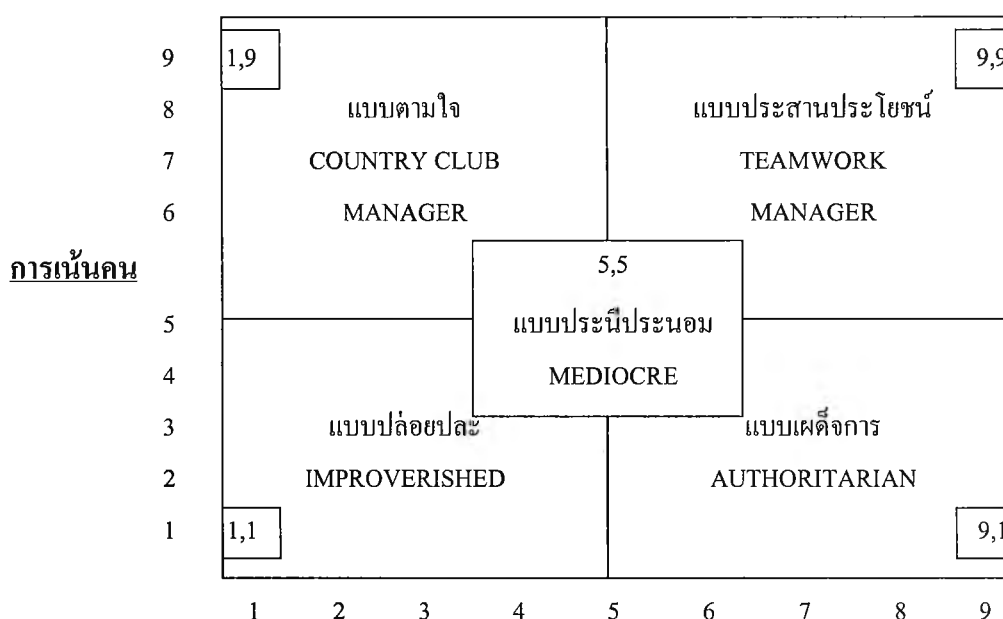 9 1,9 9,9
8 แบบตามใจ แบบประสานประโยชน์
7 COUNTRY CLUB TEAMWORK
6 MANAGER MANAGER
การเน้นคน 5,5
5 แบบประนีประนอม
4 MEDIOCRE
3 แบบปล่อยปละ แบบเผด็จการ
2 IMPROVERISHED AUTHORITARIAN
1 1,1 9,1
1 2 3 4 5 6 7 8 9